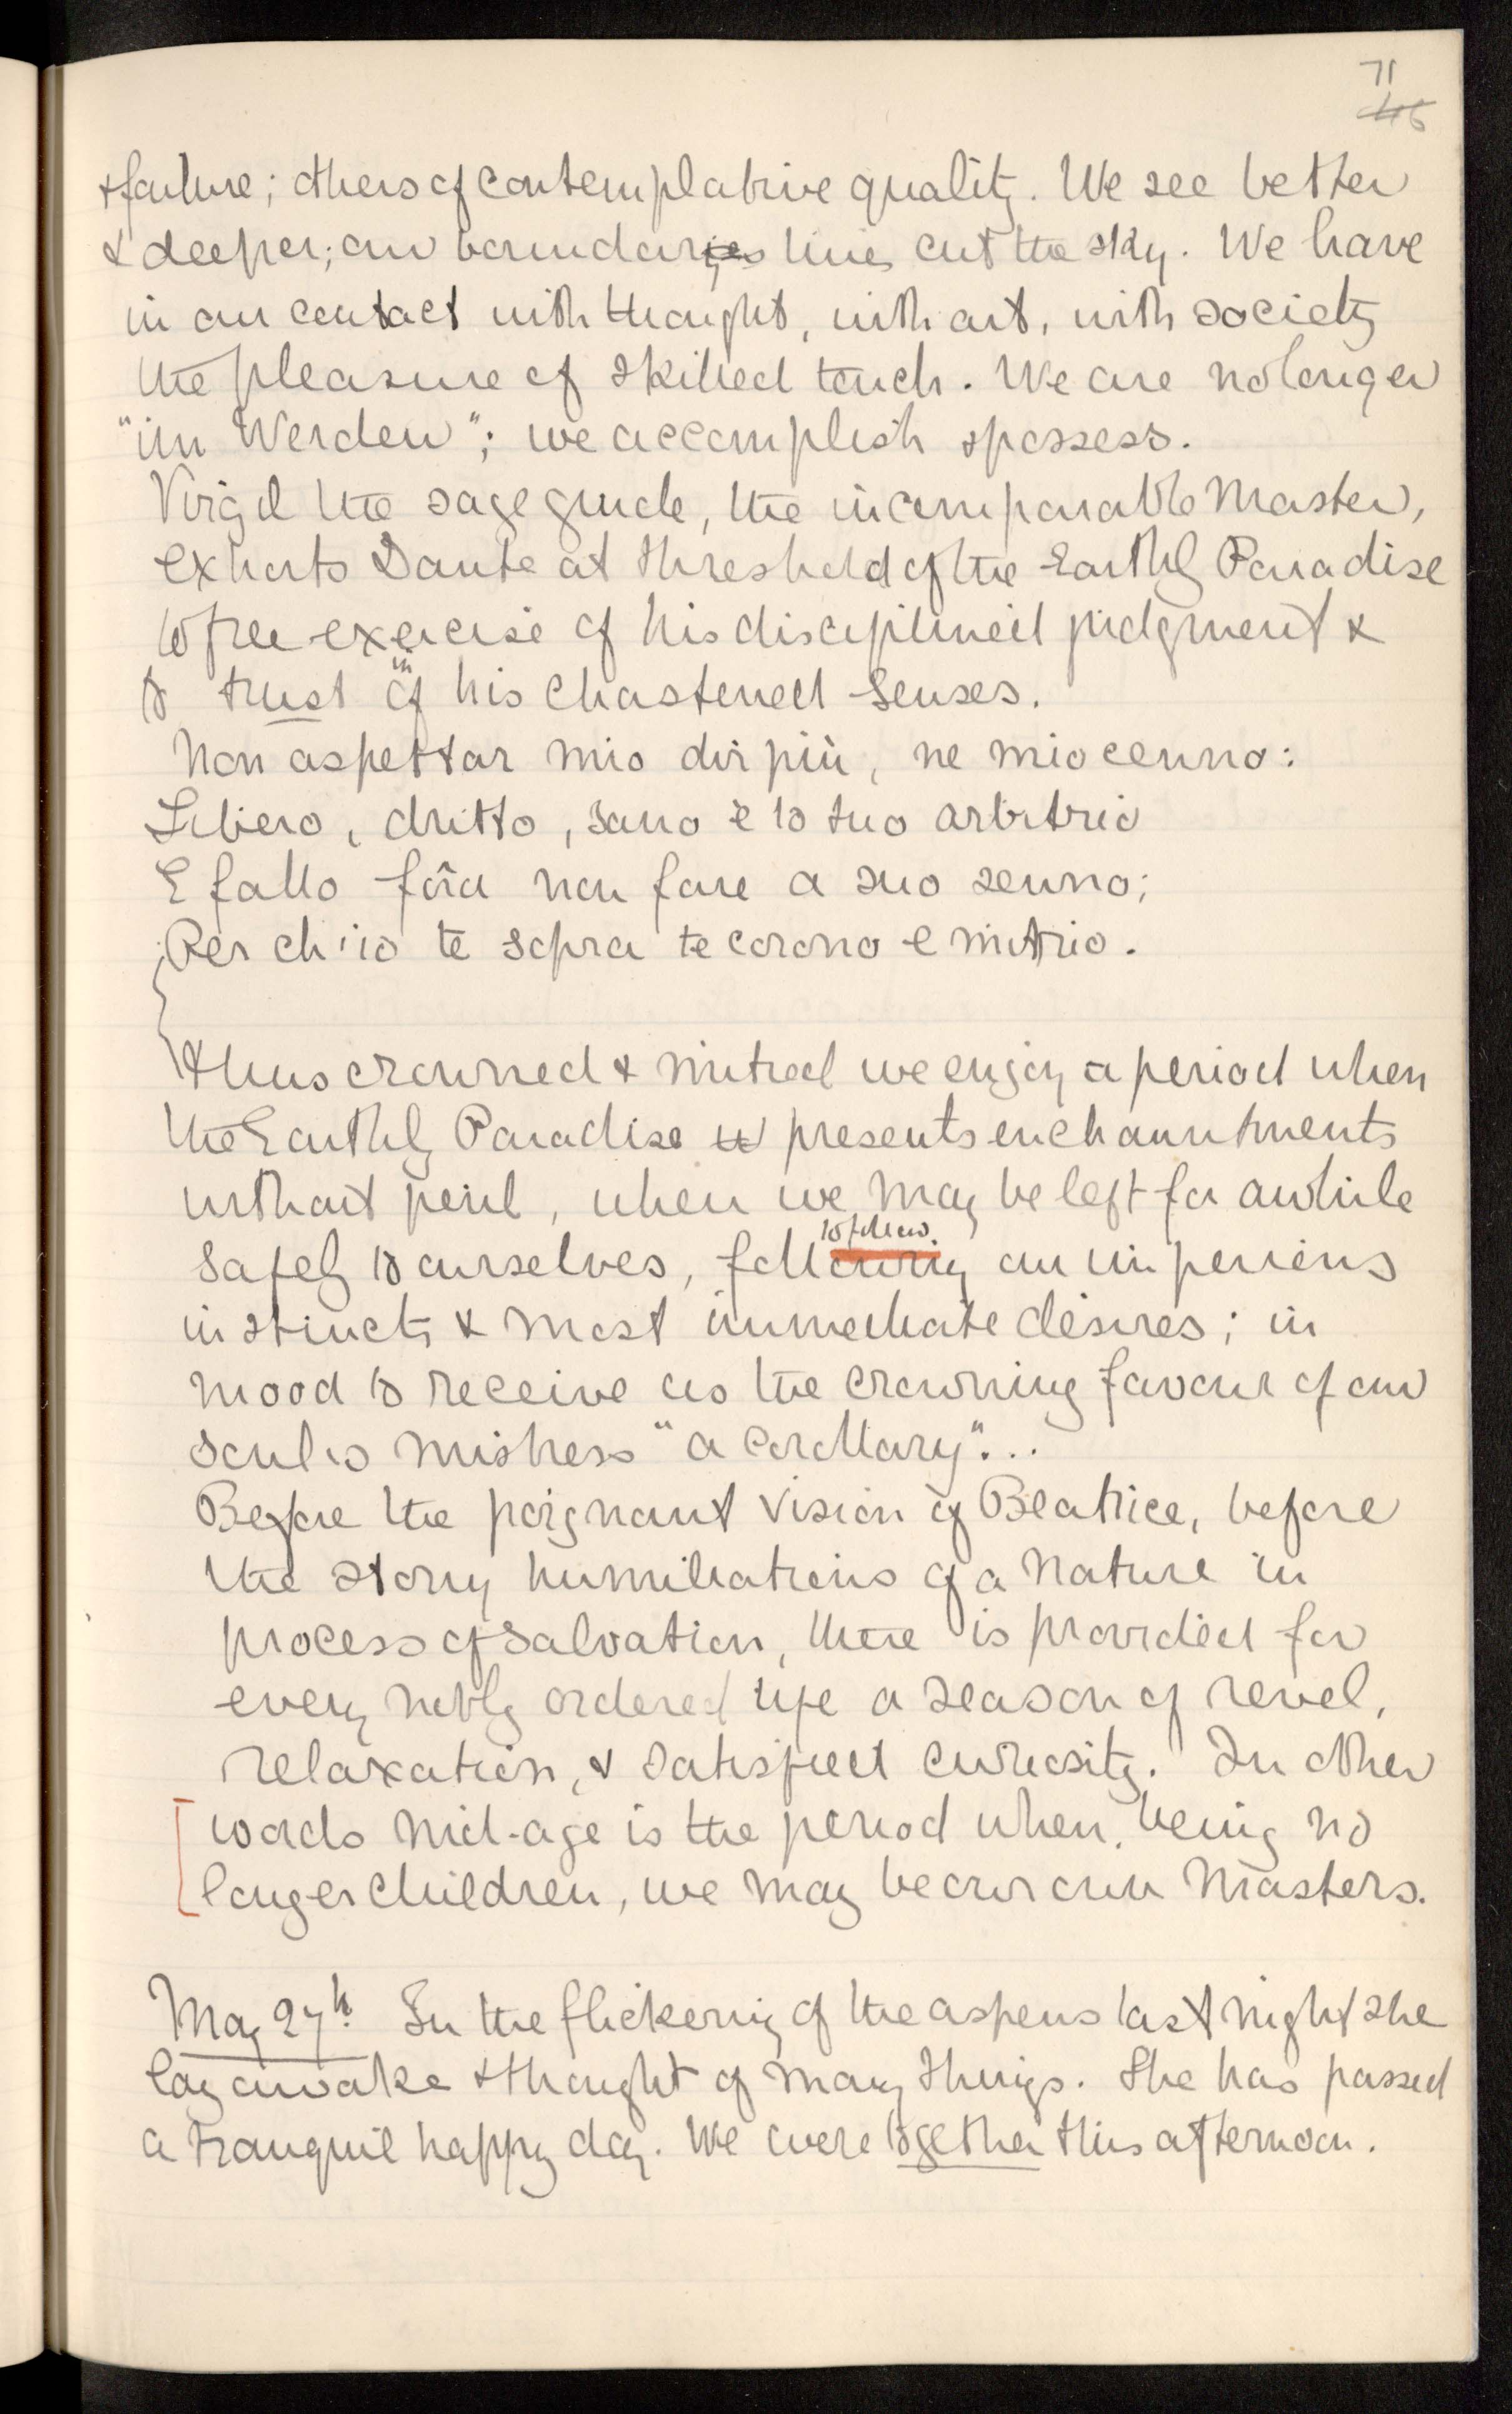 71
46
& failure; others of contemplative quality. We see better
& deeper; our boundary lines cut the sky. We have
in our contact with thought, with art, with society
the pleasure of skilled touch. We are no longer
"im Werden"; we accomplish & possess.
Virgil the sage guide, the incomparable Master,
exhorts Dante at threshold of the Earthly Paradise
to free exercise of his disciplined judgment &
to trust of in his chastened senses.
Non aspettar mio dir più, ne mio cenno:
Libero, dritto, sano è lo tuo arbitrio
E fallo fôra non fare a suo senno;
Per ch'io te sopra te corono e mitrio.
& thus crowned & mitred we enjoy a period when
the Earthly Paradise presents enchauntments
without peril, when we may be left for awhile
to follow.
safely to ourselves, following our imperious
instincts & most immediate desires; in
mood to receive as the crowning favour of our
soul's mistress "a corollary"...
Before the poignant vision of Beatrice, before
the stony humiliations of a nature in
process of salvation, there is provided for
every nobly ordered life a season of revel,
relaxation, & satisfied curiosity. In other
words mid-age is the period when, being no
longer children, we may be our own Masters.
May 27th. In the flickering of the aspens last night she
lay awake & thought of many things. She has passed
a tranquil happy day. We were together this afternoon.